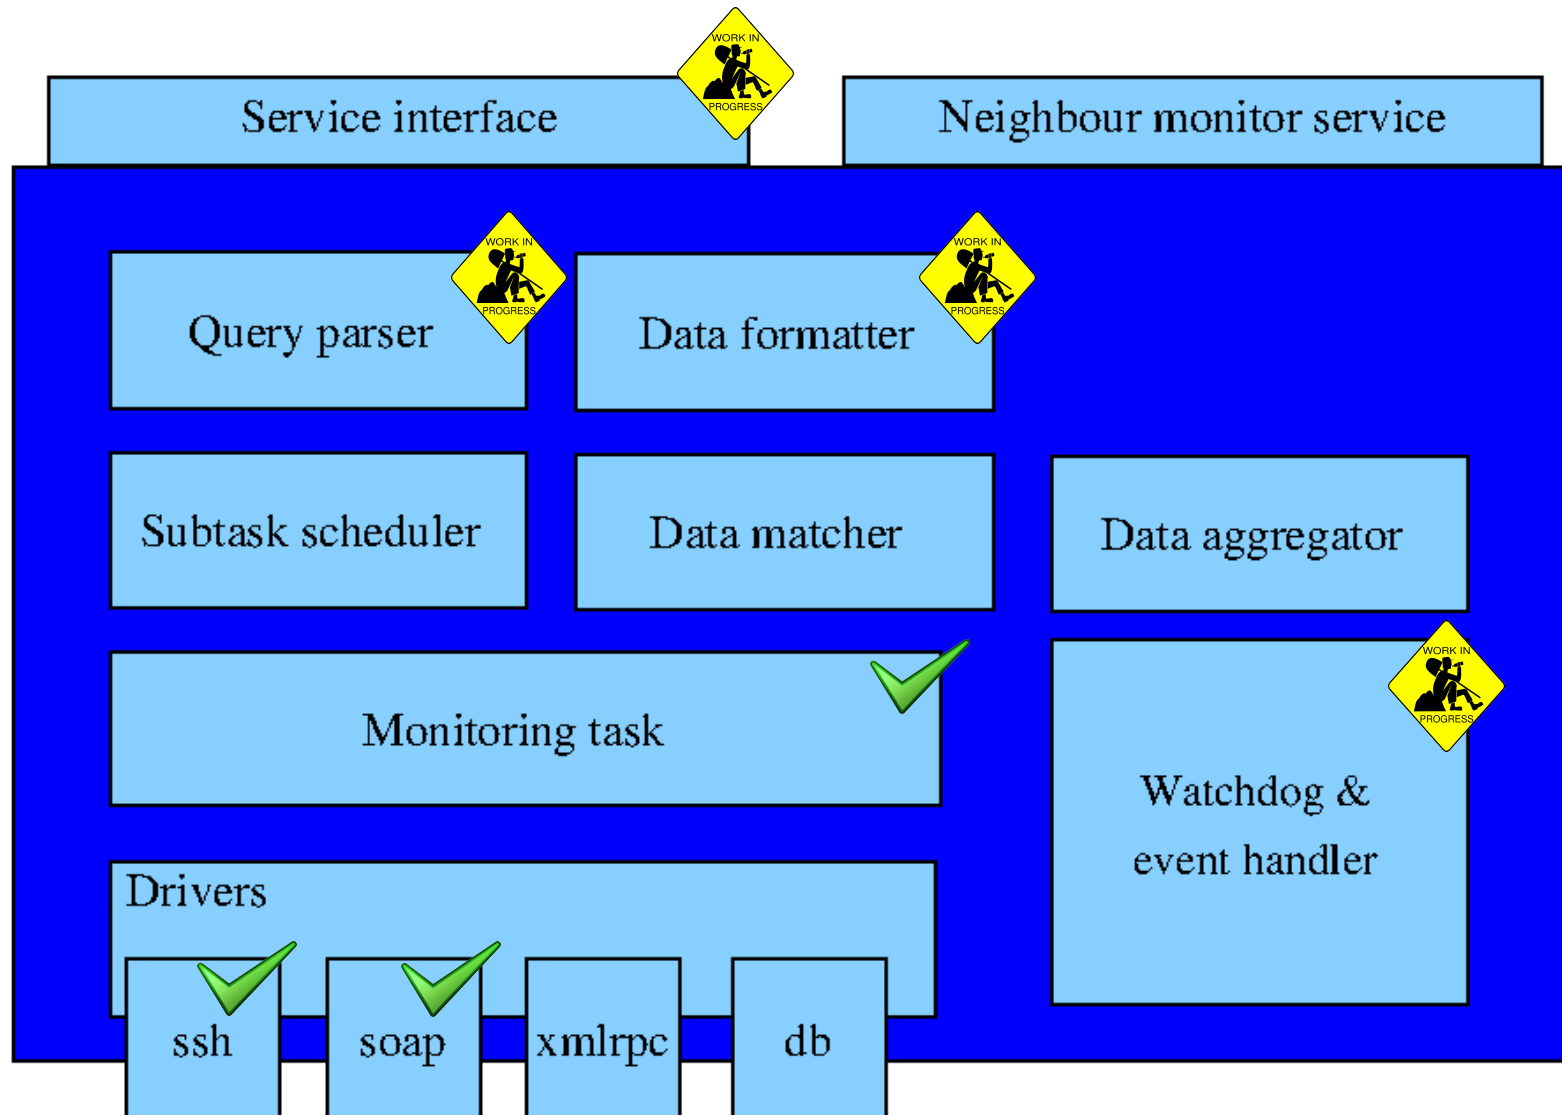 WORK IN
PROGRESS
Service interface
Neighbour monitor service
WORK IN
PROGRESS
WORK IN
PROGRESS
Query parser
Data formatter
Subtask scheduler
Data matcher
Data aggregator
WORK IN
PROGRESS
Monitoring task
Watchdog &
event handler
Drivers
ssh
soap
xmlrpc
db